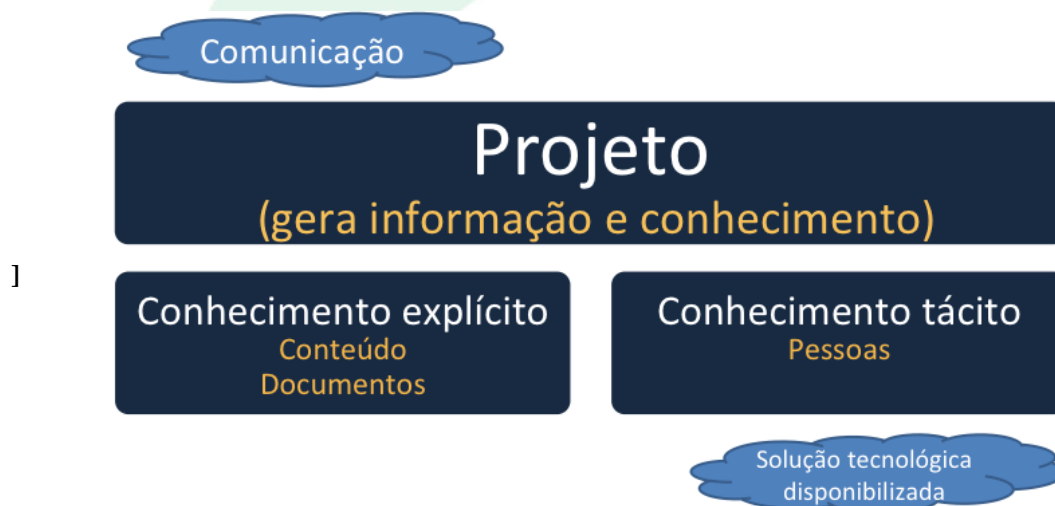 Comunicação
Projeto
(gera informação e conhecimento)
]
Conhecimento explícito
Conteúdo
Documentos
Conhecimento tácito
Pessoas
Solução tecnológica
disponibilizada